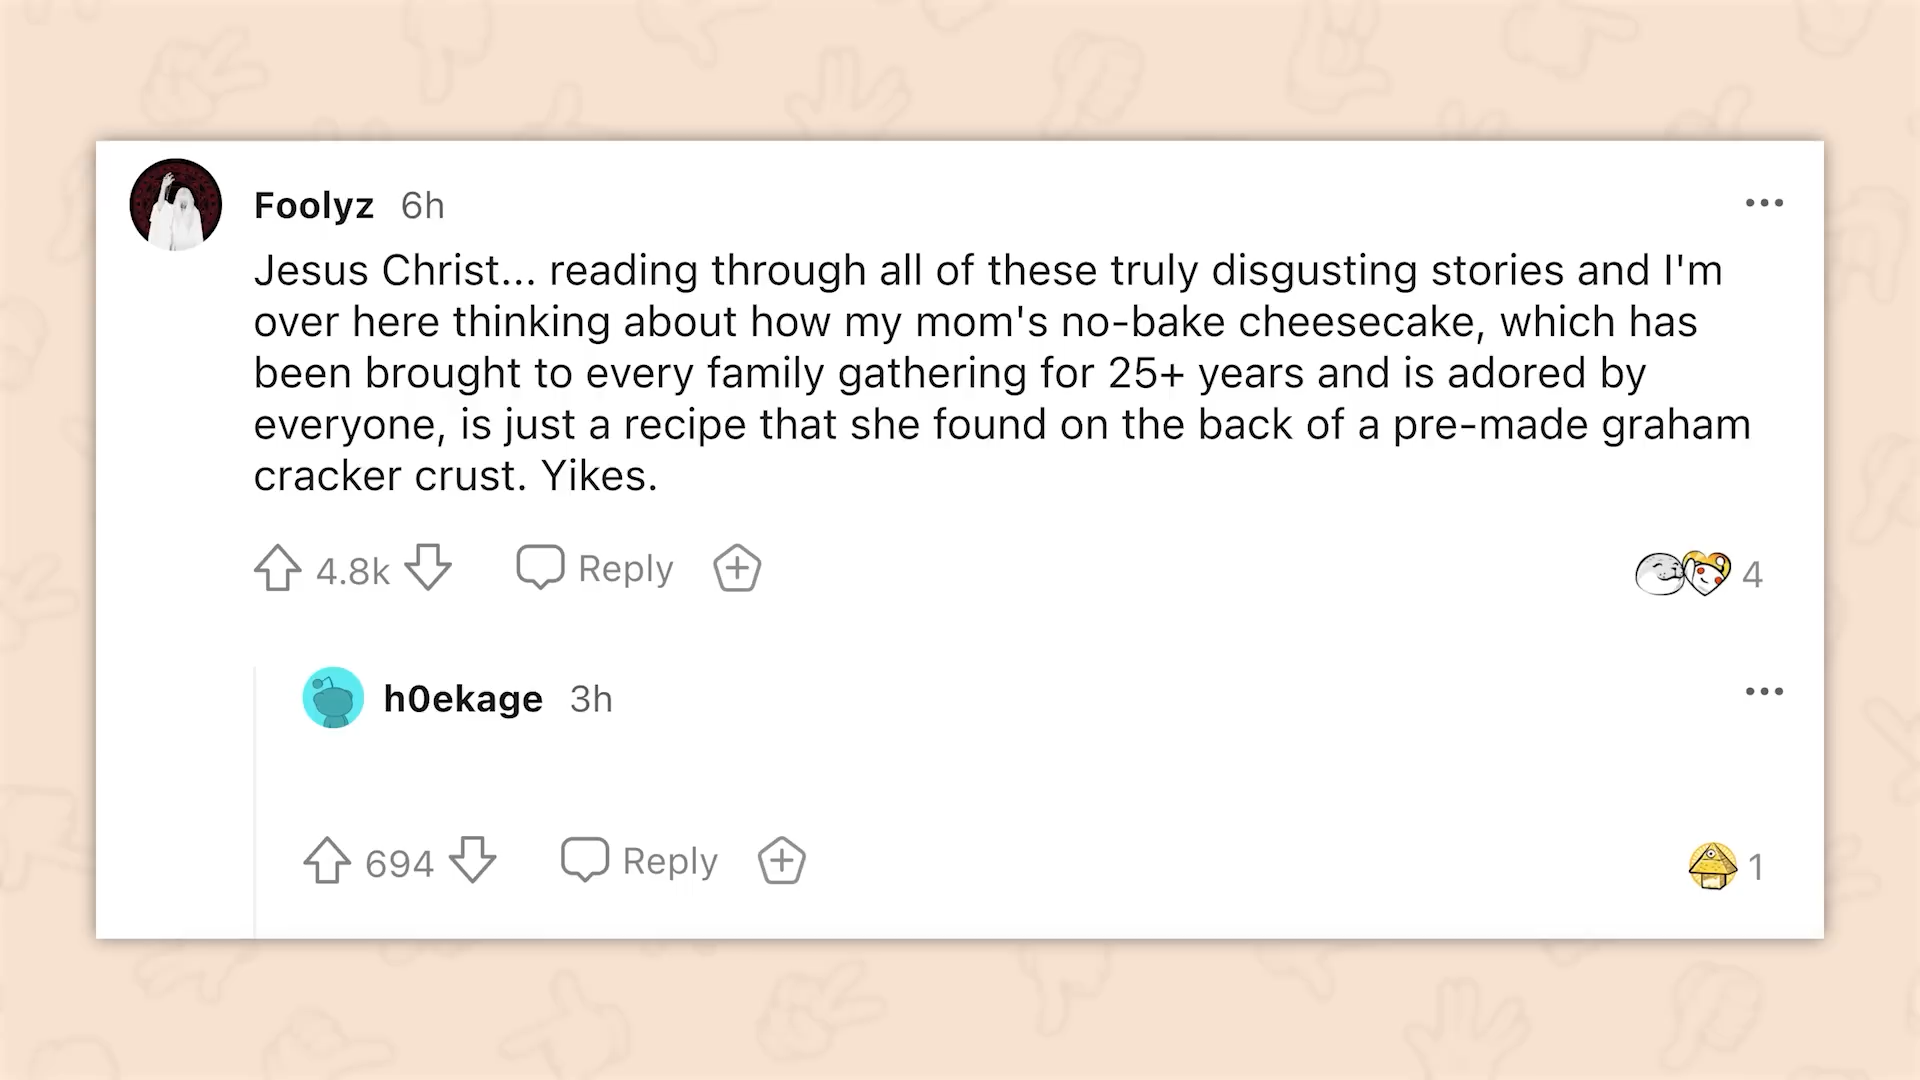 Foolyz 6h
Jesus Christ... reading through all of these truly disgusting stories and I'm
over here thinking about how my mom's no-bake cheesecake, which has
been brought to every family gathering for 25+ years and is adored by
everyone, is just a recipe that she found on the back of a pre-made graham
cracker crust. Yikes.
4.8k Reply 4
h0ekage 3h
694 Reply 1